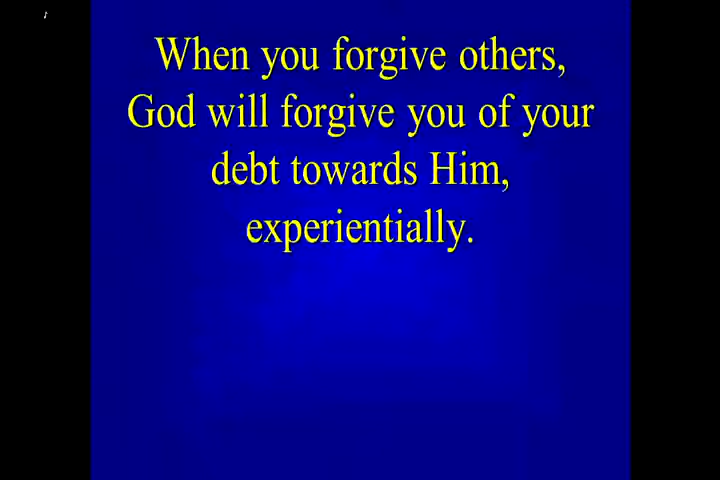 When you forgive others,
God will forgive you of your
debt towards Him,
experientially.